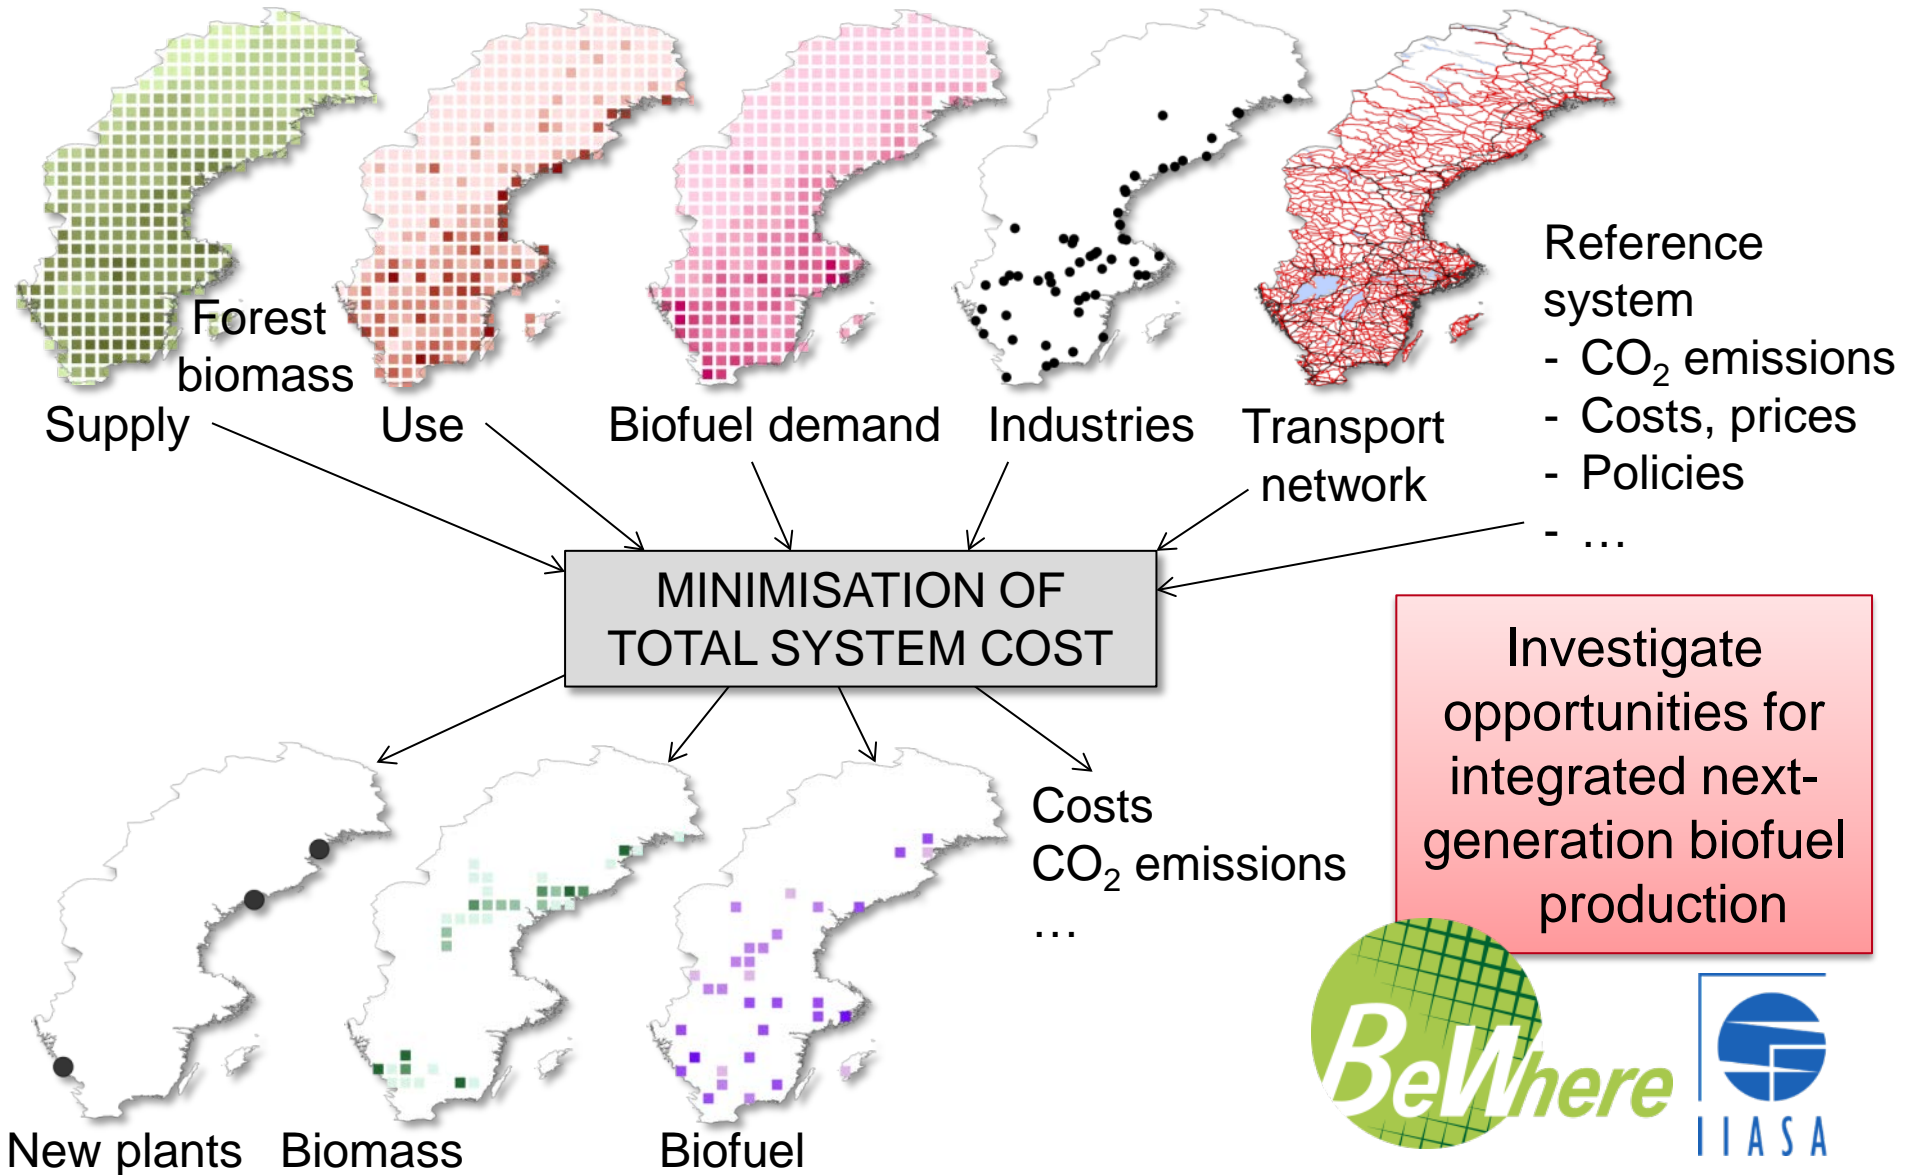 Forest
biomass
Supply
Use
Biofuel demand
Industries
Transport
network
Reference
system
- CO₂ emissions
- Costs, prices
- Policies
- …
MINIMISATION OF
TOTAL SYSTEM COST
Investigate
opportunities for
integrated next-
generation biofuel
production
Costs
CO₂ emissions
…
New plants
Biomass
Biofuel
BeWhere
IIASA